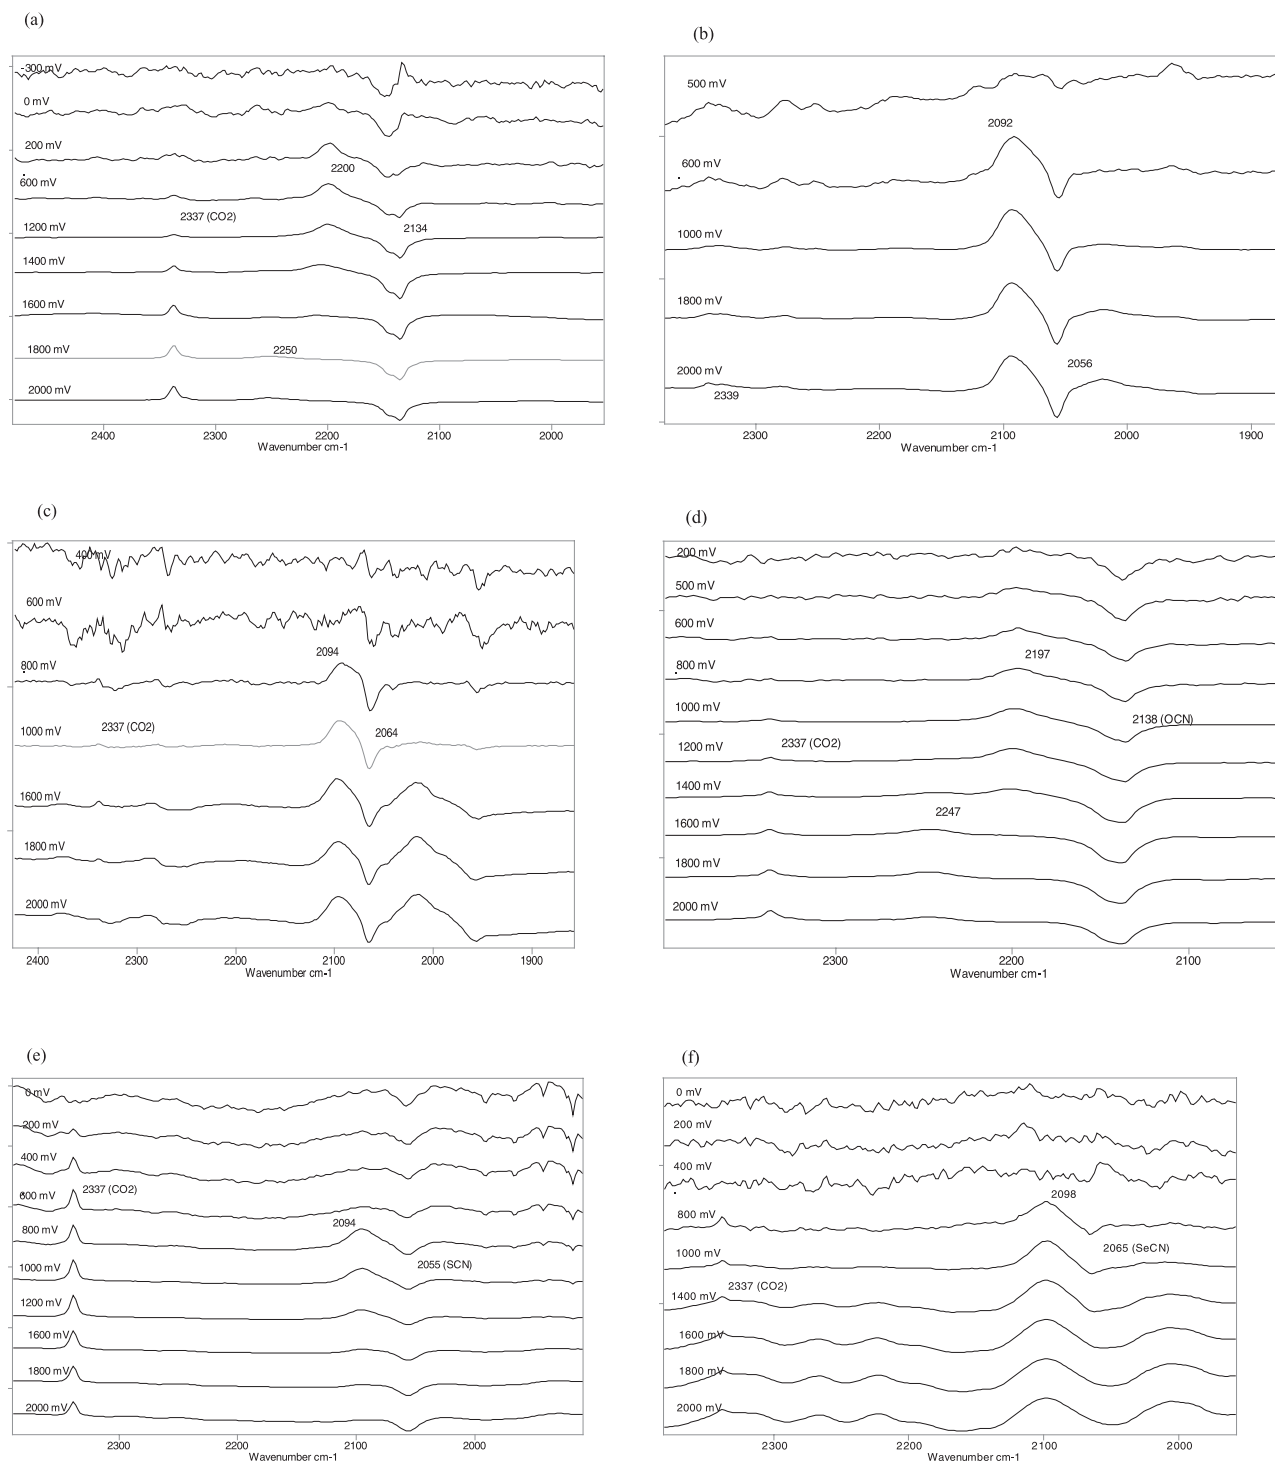 (a)
-300 mV
0 mV
200 mV
2200
600 mV
2337 (CO2)
1200 mV
2134
1400 mV
1600 mV
1800 mV
2250
2000 mV
2400 2300 2200 2100 2000
Wavenumber cm-1
(b)
500 mV
2092
600 mV
1000 mV
1800 mV
2000 mV
2056
2339
2300 2200 2100 2000 1900
Wavenumber cm-1
(c)
400 mV
600 mV
2094
800 mV
2337 (CO2)
1000 mV
2064
1600 mV
1800 mV
2000 mV
2400 2300 2200 2100 2000 1900
Wavenumber cm-1
(d)
200 mV
500 mV
600 mV
2197
800 mV
1000 mV
2138 (OCN)
1200 mV
2337 (CO2)
1400 mV
2247
1600 mV
1800 mV
2000 mV
2300 2200 2100
Wavenumber cm-1
(e)
0 mV
200 mV
400 mV
2337 (CO2)
600 mV
2094
800 mV
2055 (SCN)
1000 mV
1200 mV
1600 mV
1800 mV
2000 mV
2300 2200 2100 2000
Wavenumber cm-1
(f)
0 mV
200 mV
400 mV
2098
800 mV
2065 (SeCN)
1000 mV
2337 (CO2)
1400 mV
1600 mV
1800 mV
2000 mV
2300 2200 2100 2000
Wavenumber cm-1